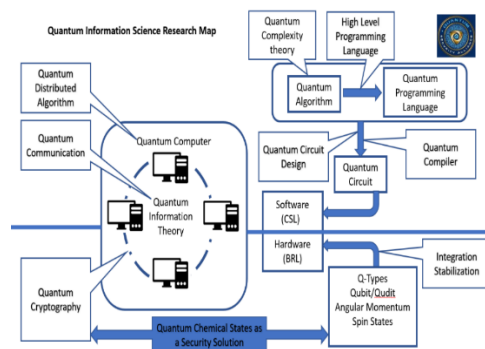 Quantum Information Science Research Map
Quantum
Complexity
theory
High Level
Programming
Language
Quantum
Distributed
Algorithm
Quantum
Algorithm
Quantum
Programming
Language
Quantum
Communication
Quantum Computer
Quantum Circuit
Design
Quantum
Compiler
Quantum
Circuit
Quantum
Information
Theory
Software
(CSL)
Hardware
(BRL)
Integration
Stabilization
Quantum
Cryptography
Q-Types
Qubit/Qudit
Angular Momentum
Spin States
Quantum Chemical States as
a Security Solution